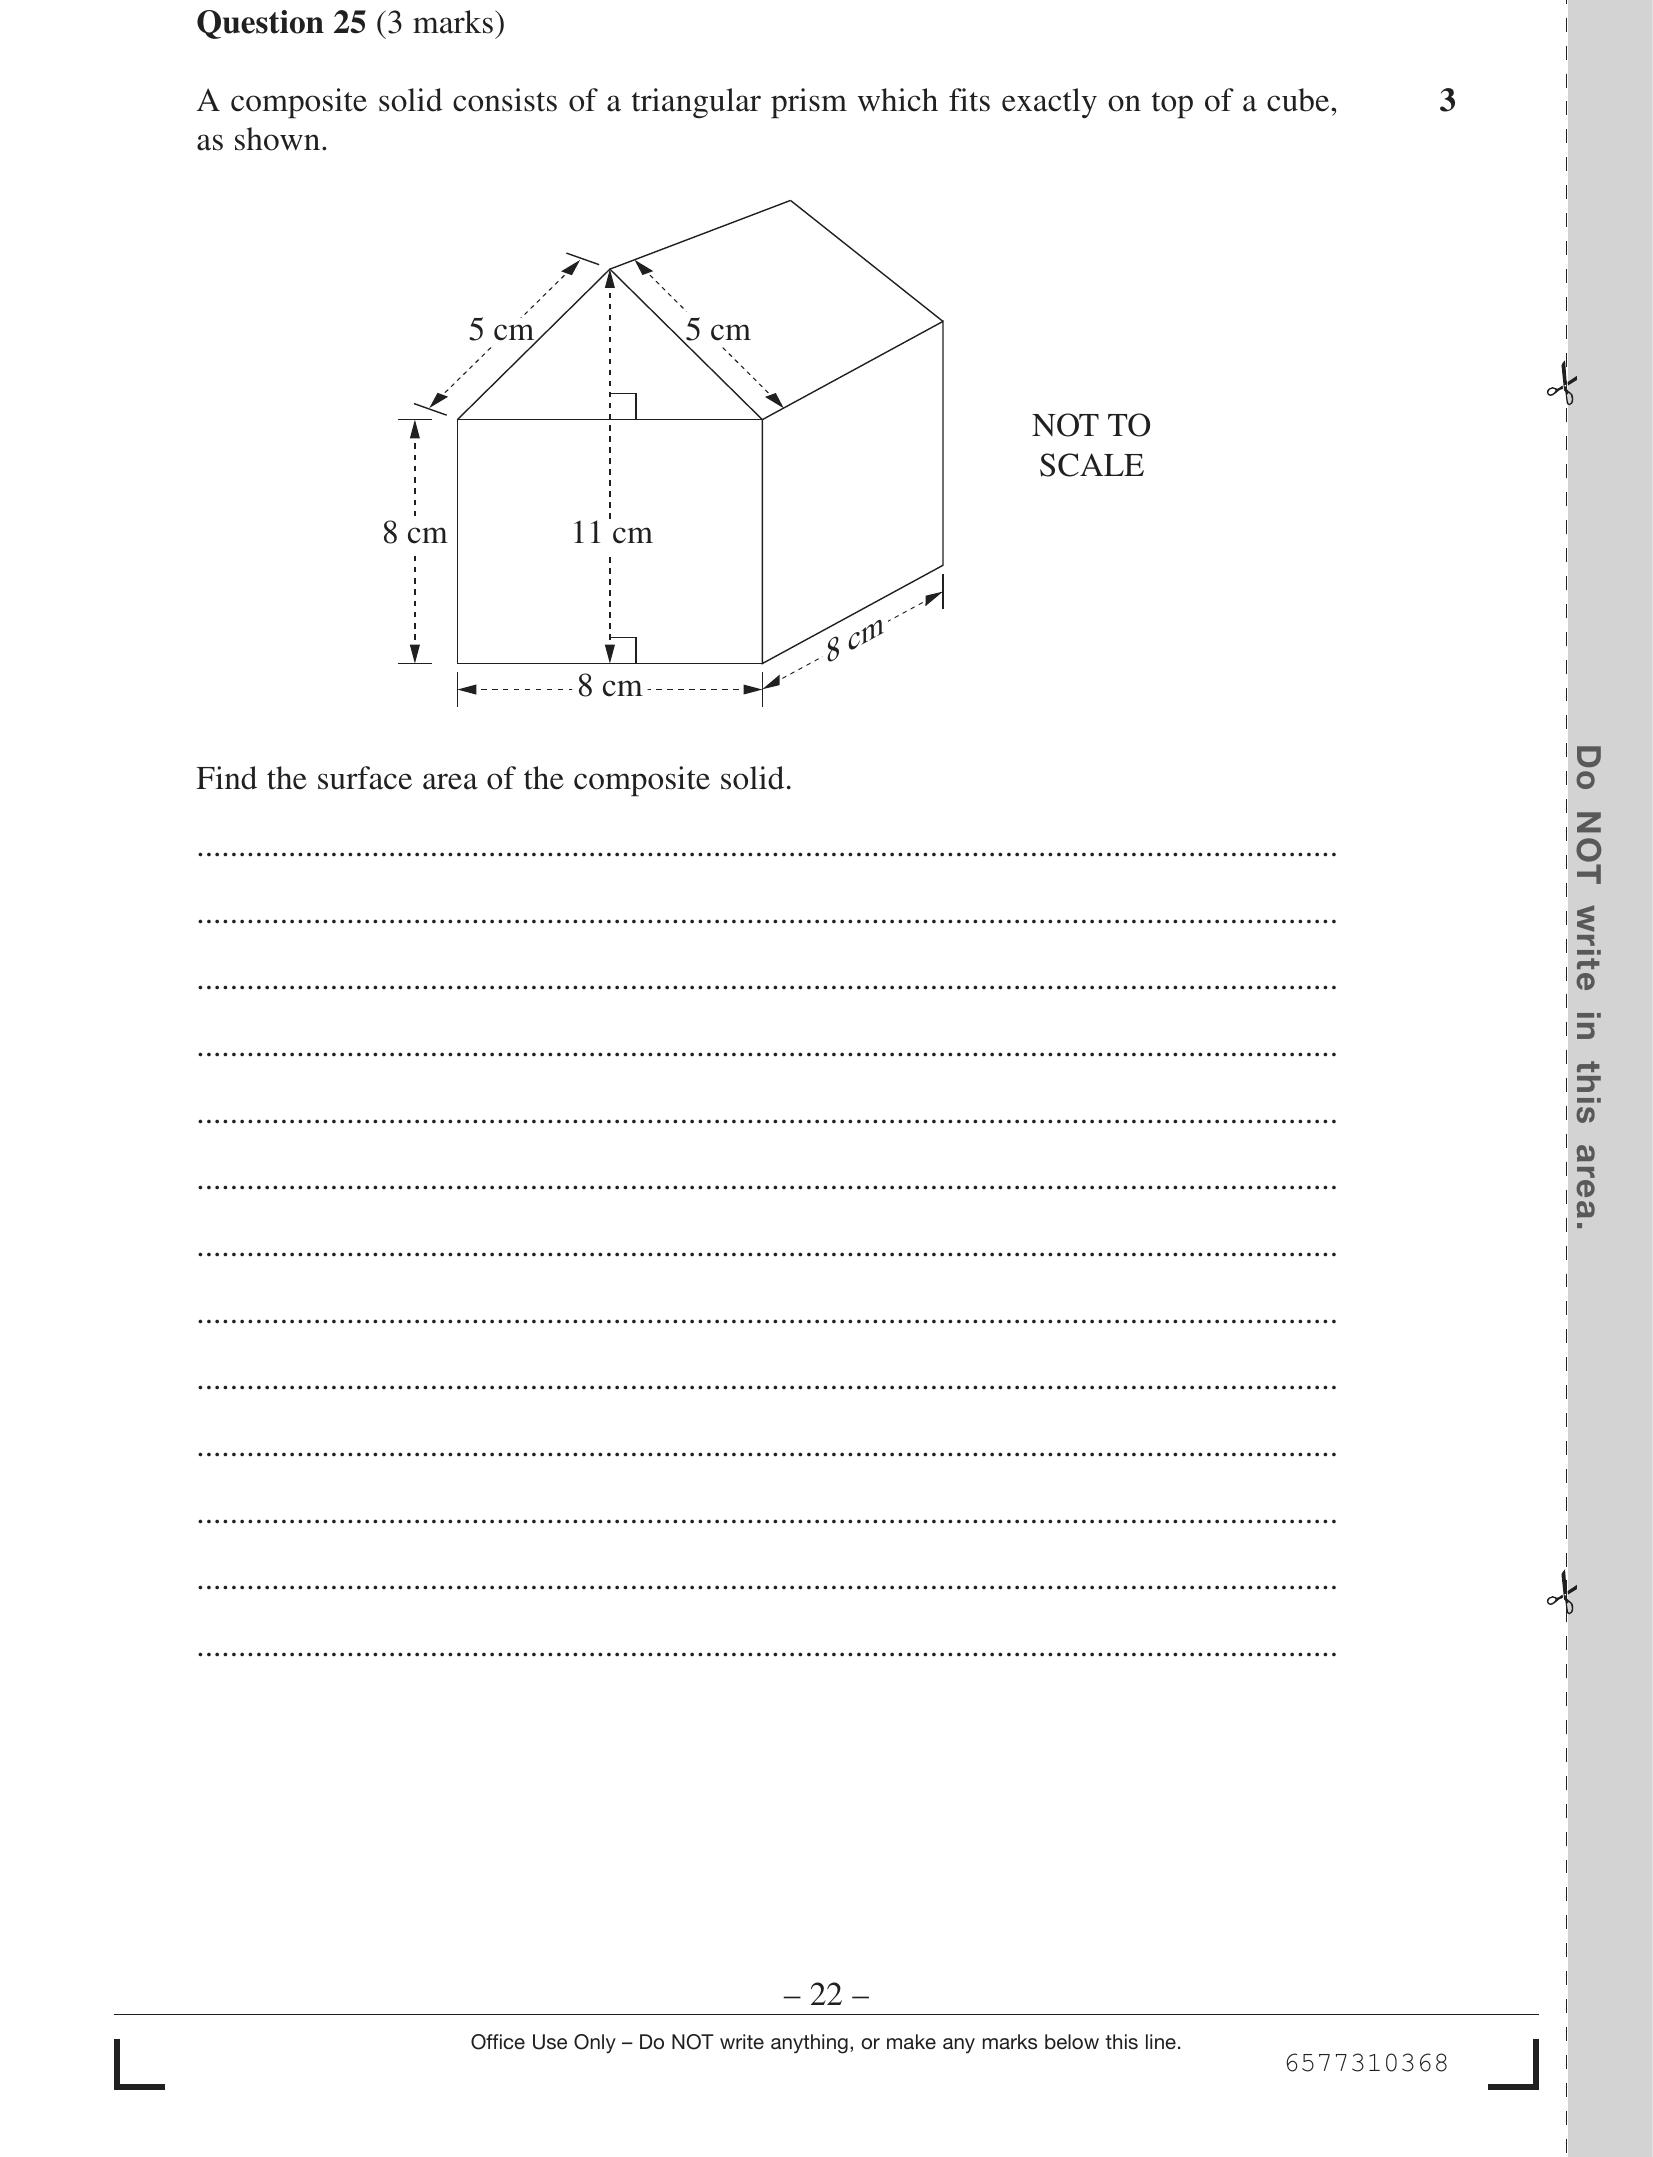 Question 25 (3 marks)
A composite solid consists of a triangular prism which fits exactly on top of a cube, 3
as shown.
5 cm 5 cm
NOT TO
SCALE
8 cm 11 cm
8 cm
8 cm
Find the surface area of the composite solid.
Do NOT write in this area.
– 22 –
Office Use Only – Do NOT write anything, or make any marks below this line.
6577310368